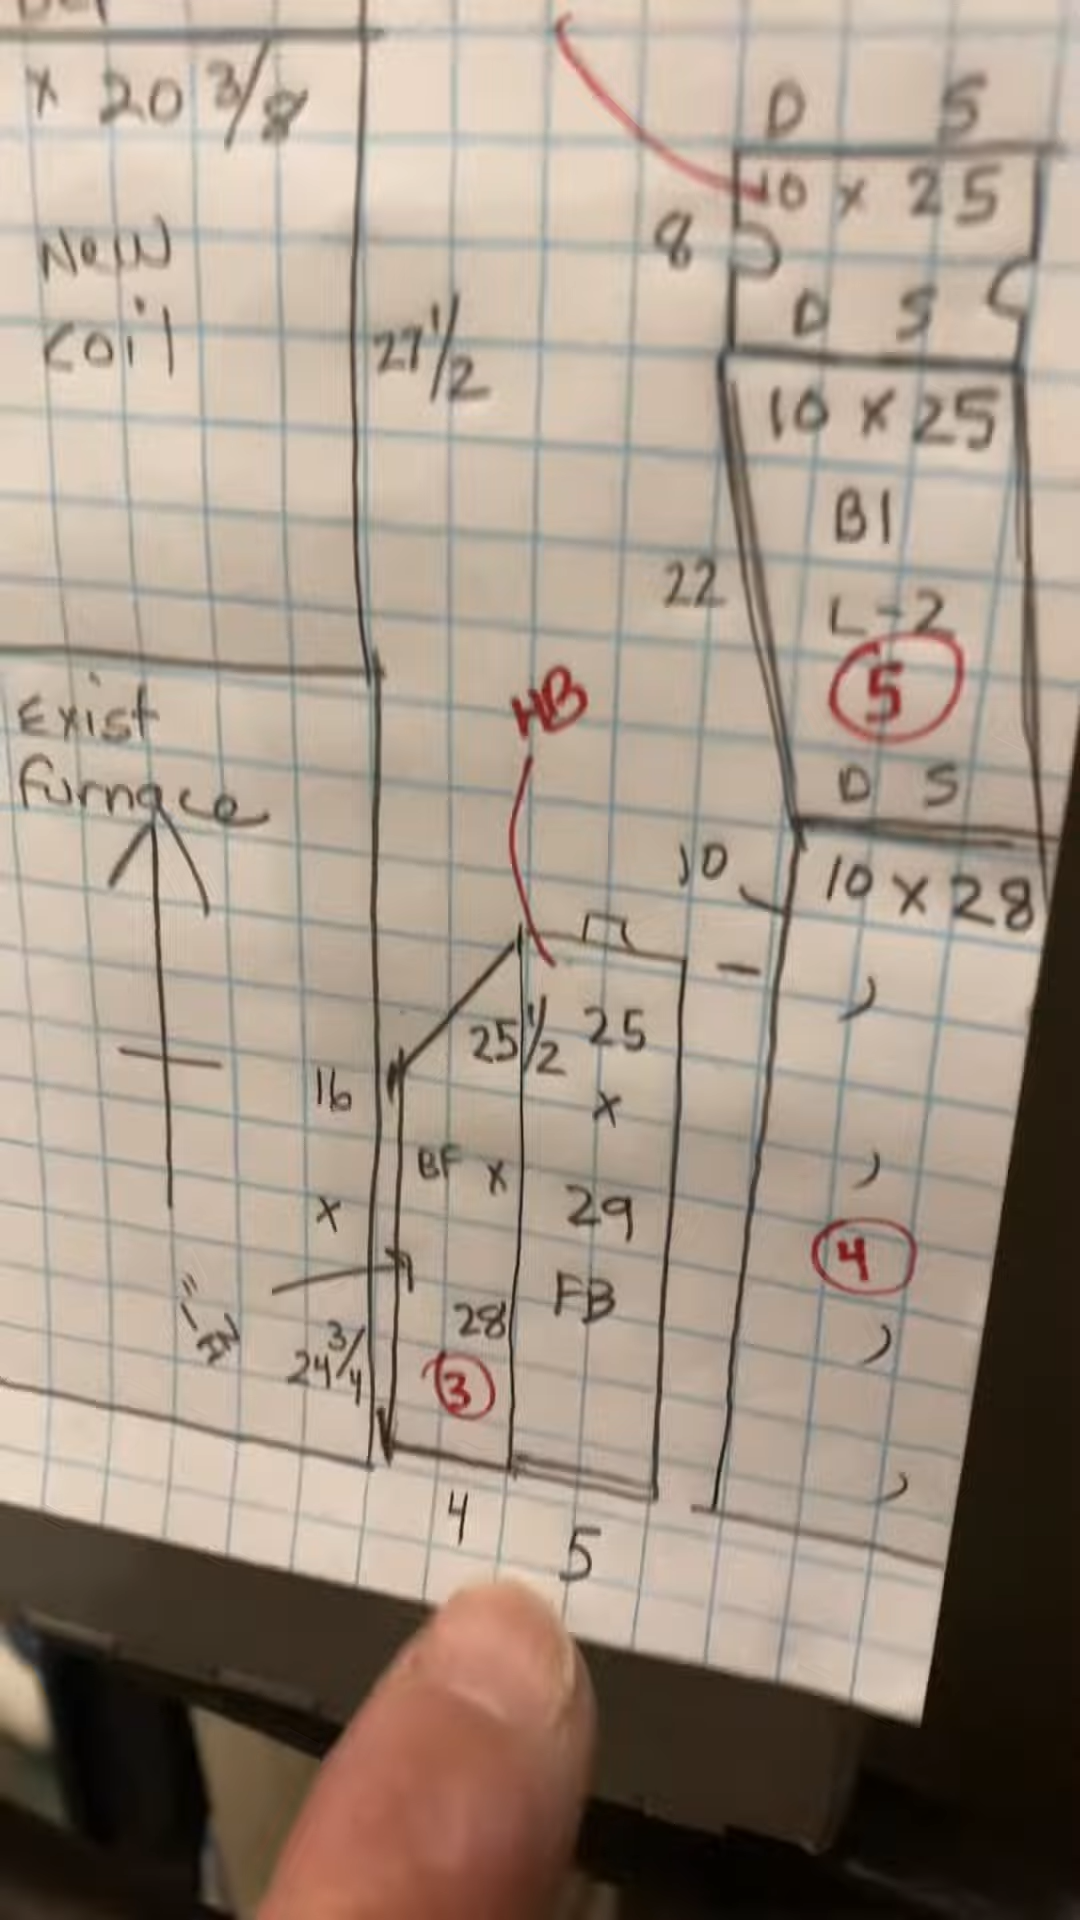 x 20 3/8
New
coil
27 1/2
Exist
furnace
HB
16
x
24 3/4
1" IN
BF
25 1/2
x
28
3
25
x
29
FB
4
5
D S
10 x 25
8
D S
10 x 25
B1
22
L-2
5
D S
10
10 x 28
4